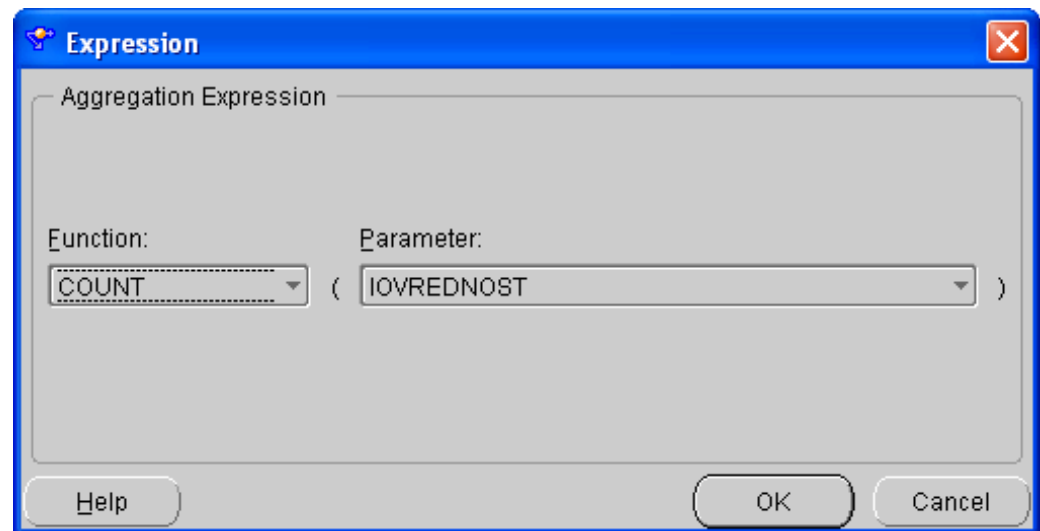 Expression
Aggregation Expression
Function: Parameter:
COUNT ( IOVREDNOST )
Help OK Cancel